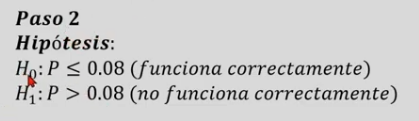 Paso 2
Hipótesis:
H₀: P ≤ 0.08 (funciona correctamente)
H₁: P > 0.08 (no funciona correctamente)